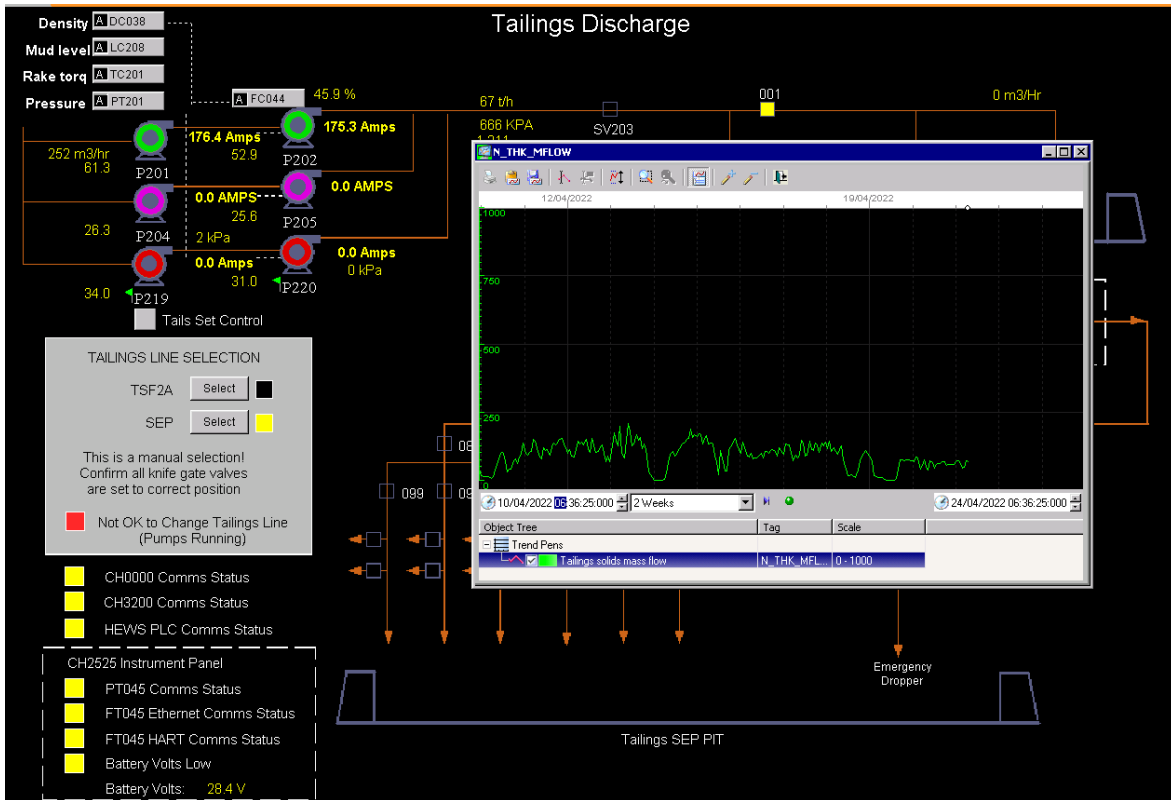 Tailings Discharge
Density A DC038
Mud level A LC208
Rake torq A TC201
Pressure A PT201
A FC044
45.9 %
67 t/h
666 KPA
SV203
001
0 m3/Hr
176.4 Amps
52.9
175.3 Amps
P202
252 m3/hr
61.3
P201
0.0 AMPS
25.6
0.0 AMPS
P205
26.3
P204
2 kPa
0.0 Amps
31.0
0.0 Amps
0 kPa
P220
34.0
P219
Tails Set Control
TAILINGS LINE SELECTION
TSF2A Select
SEP Select
This is a manual selection!
Confirm all knife gate valves
are set to correct position
Not OK to Change Tailings Line
(Pumps Running)
CH0000 Comms Status
CH3200 Comms Status
HEWS PLC Comms Status
CH2525 Instrument Panel
PT045 Comms Status
FT045 Ethernet Comms Status
FT045 HART Comms Status
Battery Volts Low
Battery Volts: 28.4 V
N_THK_MFLOW
12/04/2022 19/04/2022
1000
750
500
250
0
10/04/2022 06:36:25:000 2 Weeks 24/04/2022 06:36:25:000
Object Tree Tag Scale
Trend Pens
Tailings solids mass flow N_THK_MFL... 0 - 1000
099
Emergency
Dropper
Tailings SEP PIT